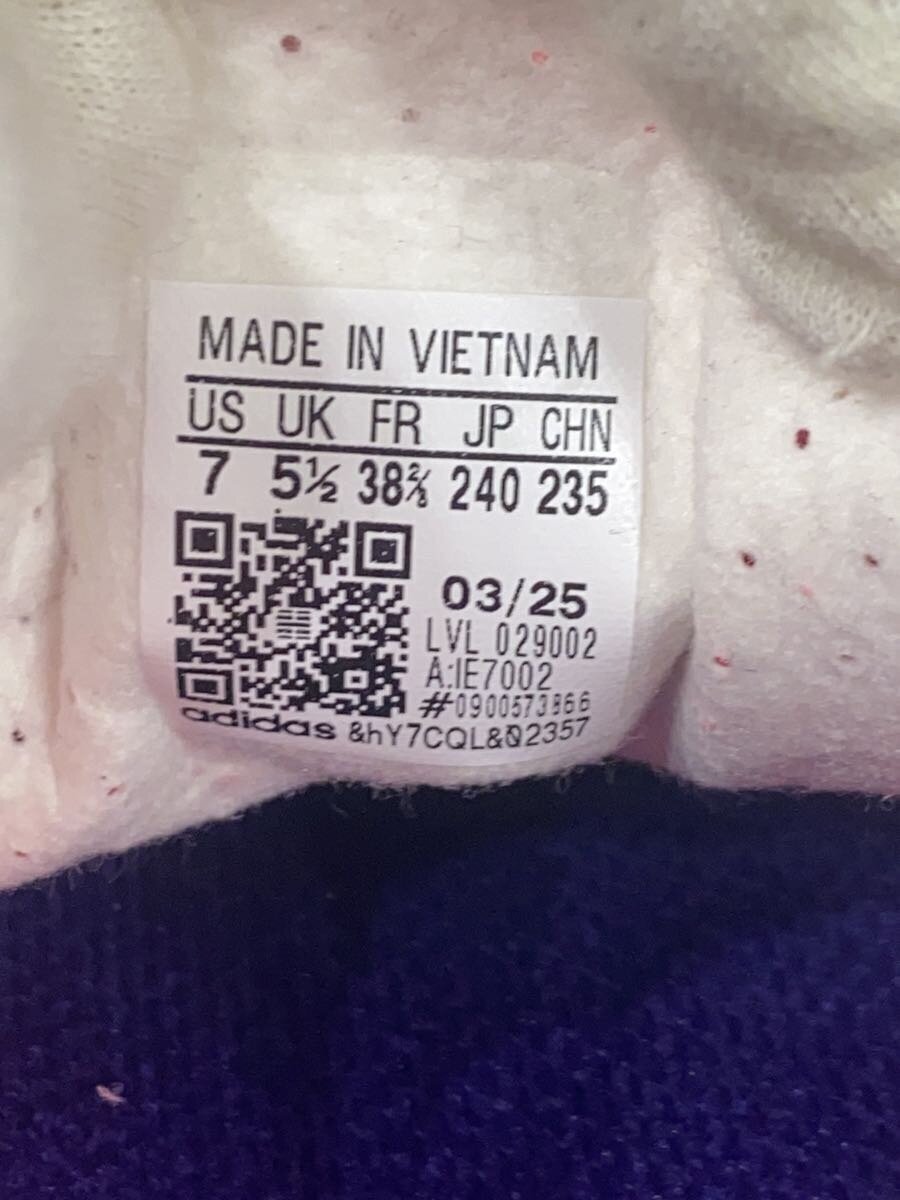 MADE IN VIETNAM
US UK FR JP CHN
7 5½ 38⅔ 240 235
03/25
LVL 029002
A:IE7002
#0900573866
adidas &hY7CQL&02357